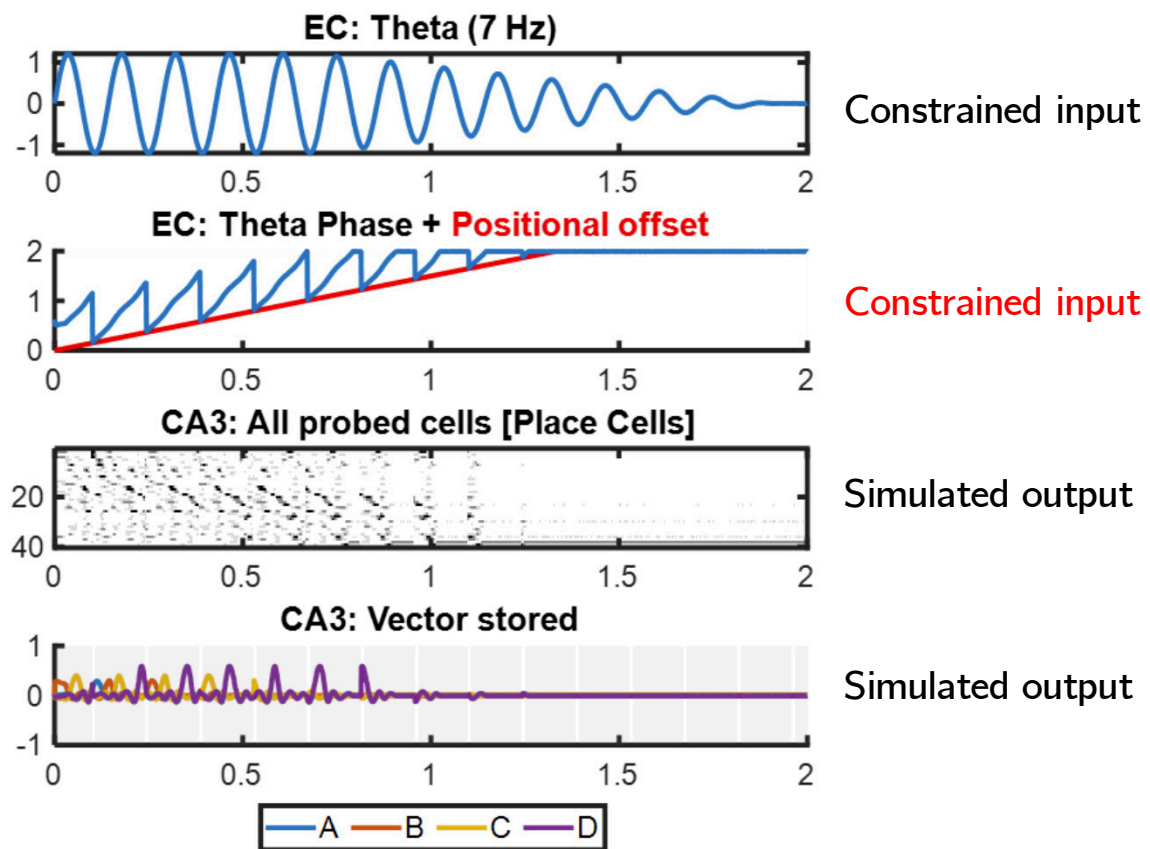 EC: Theta (7 Hz)
1
0
-1
0 0.5 1 1.5 2
Constrained input
EC: Theta Phase + Positional offset
2
1
0
0 0.5 1 1.5 2
Constrained input
CA3: All probed cells [Place Cells]
20
40
0 0.5 1 1.5 2
Simulated output
CA3: Vector stored
1
0
-1
0 0.5 1 1.5 2
Simulated output
A B C D